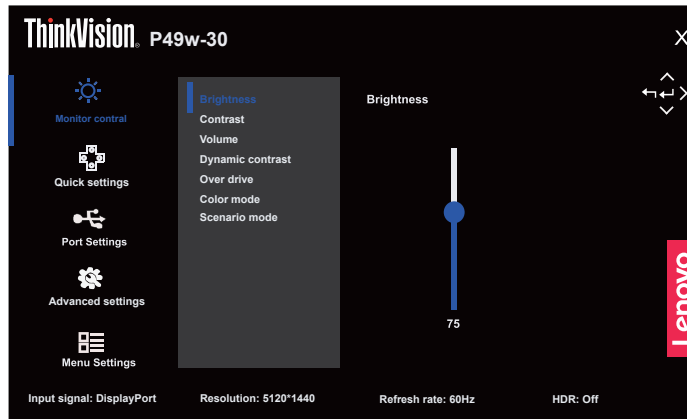 ThinkVision® P49w-30
X
Monitor contral
Quick settings
Port Settings
Advanced settings
Menu Settings
Brightness
Contrast
Volume
Dynamic contrast
Over drive
Color mode
Scenario mode
Brightness
75
Lenovo
Input signal: DisplayPort Resolution: 5120*1440 Refresh rate: 60Hz HDR: Off